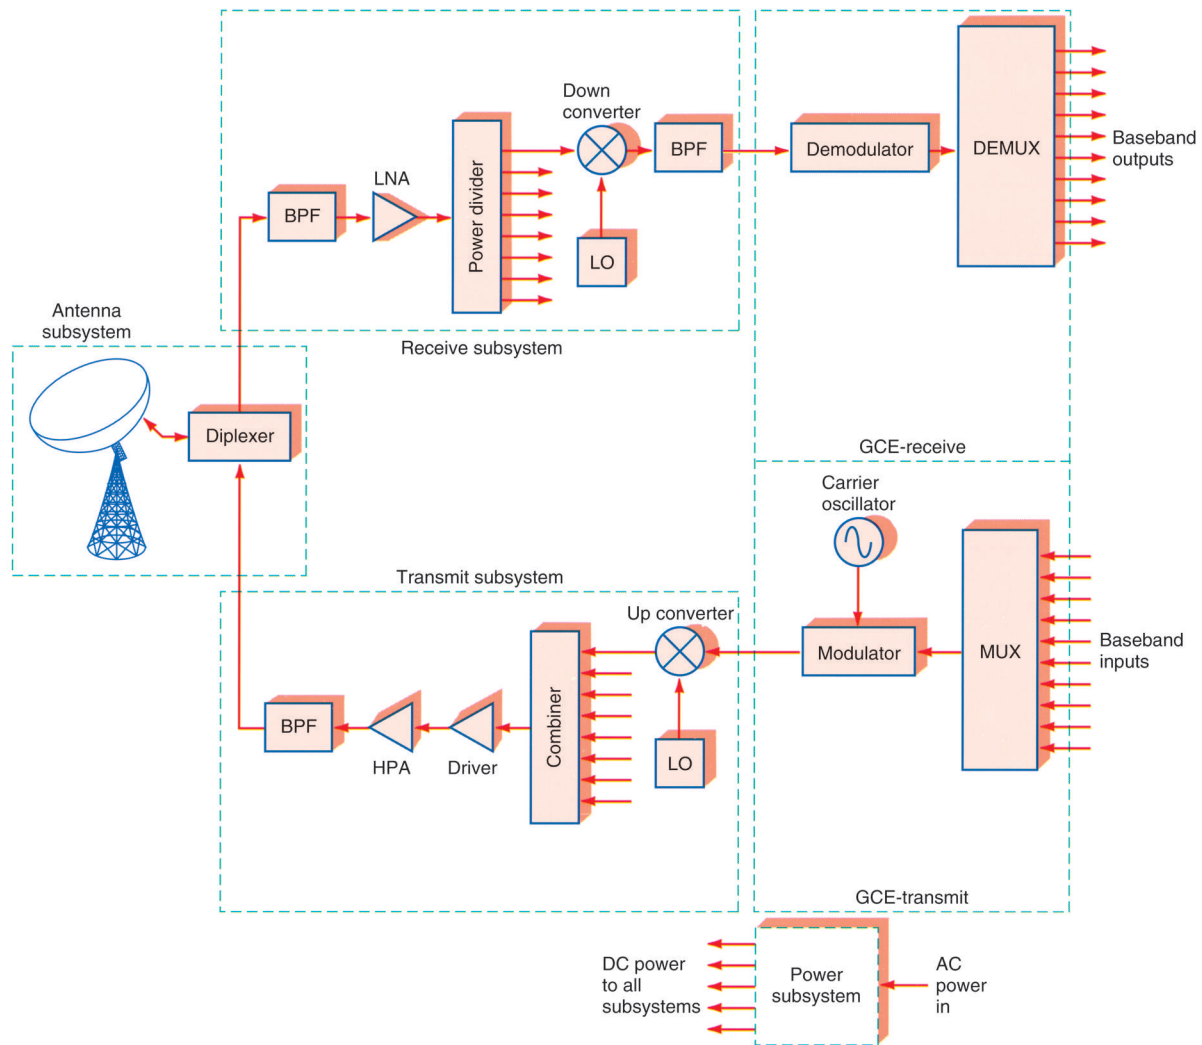 Down
converter
BPF
Demodulator
DEMUX
Baseband
outputs
LNA
BPF
Power divider
LO
Antenna
subsystem
Receive subsystem
Diplexer
GCE-receive
Carrier
oscillator
Transmit subsystem
Up converter
Modulator
MUX
Baseband
inputs
BPF
HPA
Driver
Combiner
LO
GCE-transmit
DC power
to all
subsystems
Power
subsystem
AC
power
in